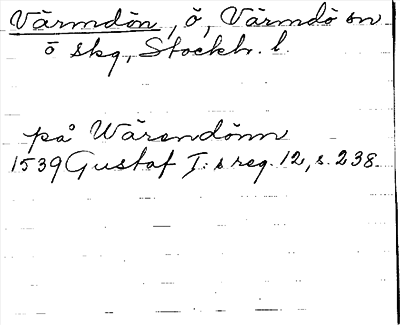 Värmdön, ö, Värmdö sn
ö skg, Stockh. l.
på Wärendönn
1539 Gustaf I:s reg. 12, s. 238.